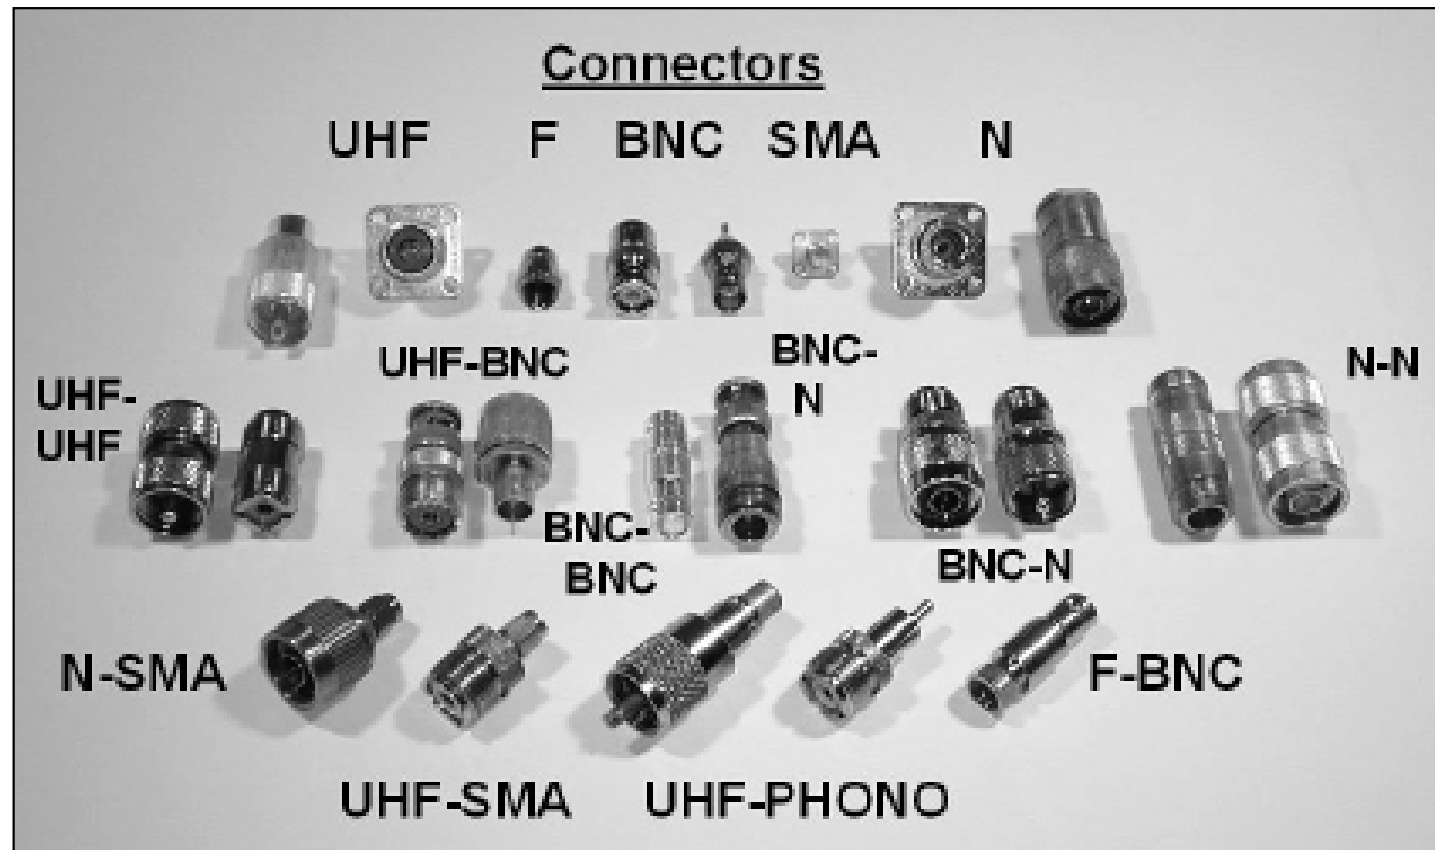 Connectors
UHF F BNC SMA N
UHF-BNC
BNC-
N
N-N
UHF-
UHF
BNC-
BNC
BNC-N
N-SMA
F-BNC
UHF-SMA
UHF-PHONO